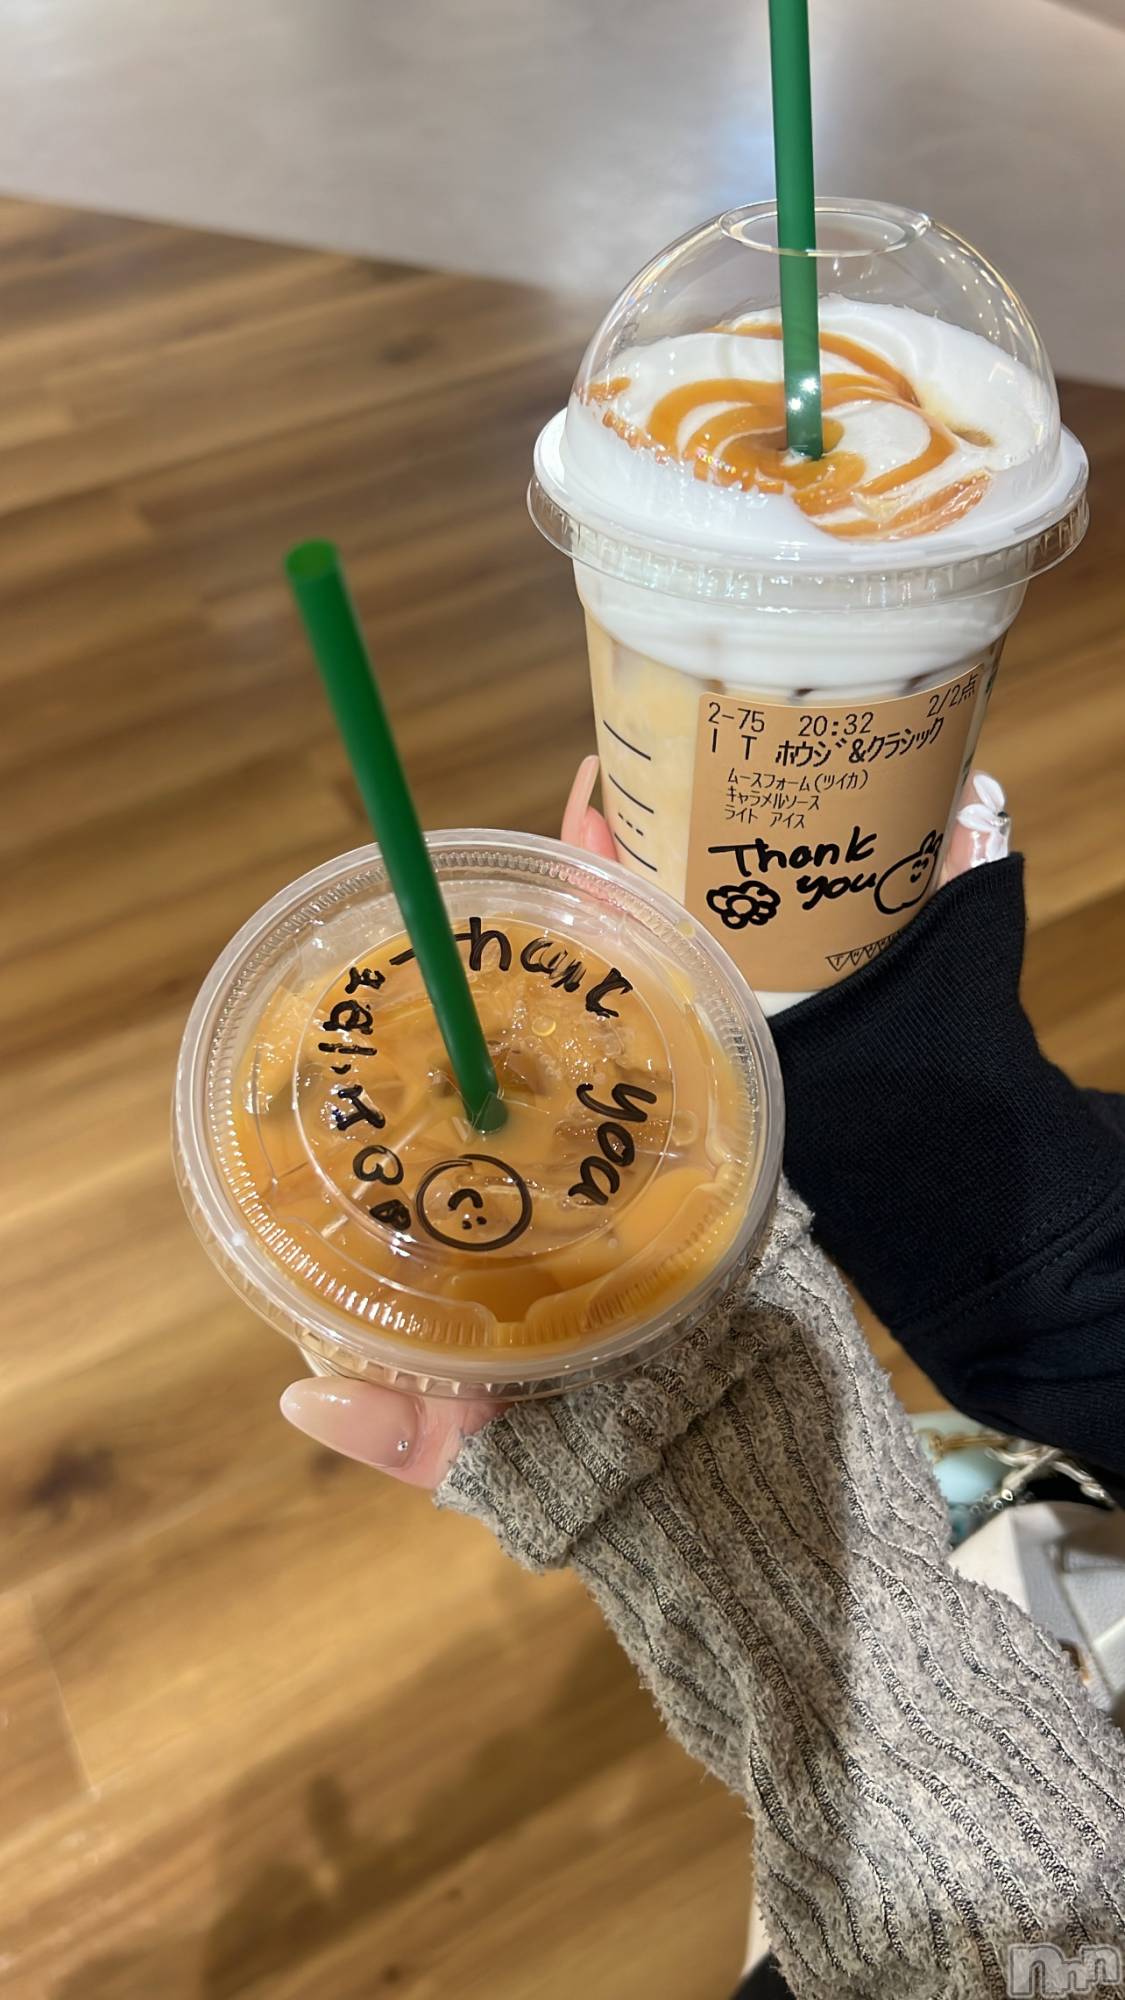 2-75 20:32 2/2点
I T ホウジ&クラシック
ムースフォーム(ツイカ)
キャラメルソース
ライト アイス
Thank
you
Thank
you
nnn